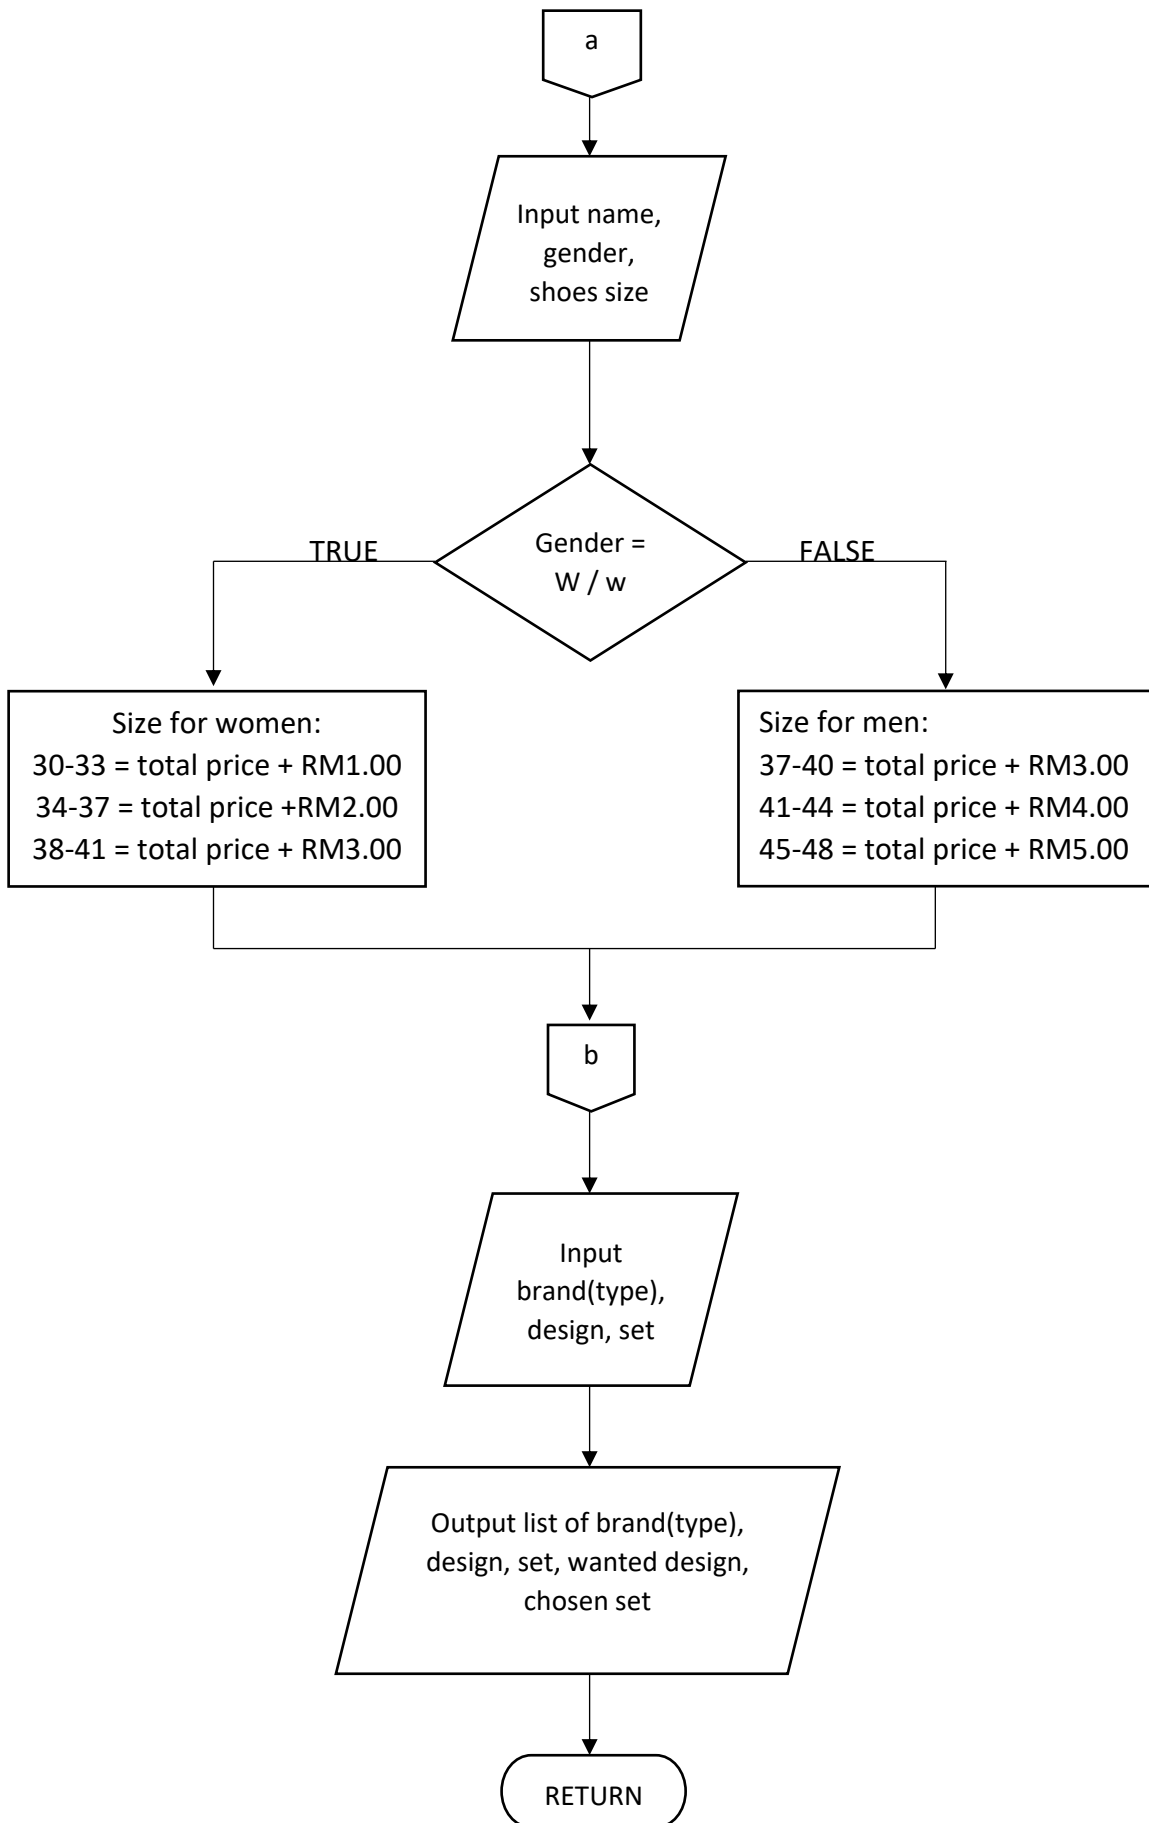 a
Input name,
gender,
shoes size
Gender =
W / w
TRUE
FALSE
Size for women:
30-33 = total price + RM1.00
34-37 = total price +RM2.00
38-41 = total price + RM3.00
Size for men:
37-40 = total price + RM3.00
41-44 = total price + RM4.00
45-48 = total price + RM5.00
b
Input
brand(type),
design, set
Output list of brand(type),
design, set, wanted design,
chosen set
RETURN